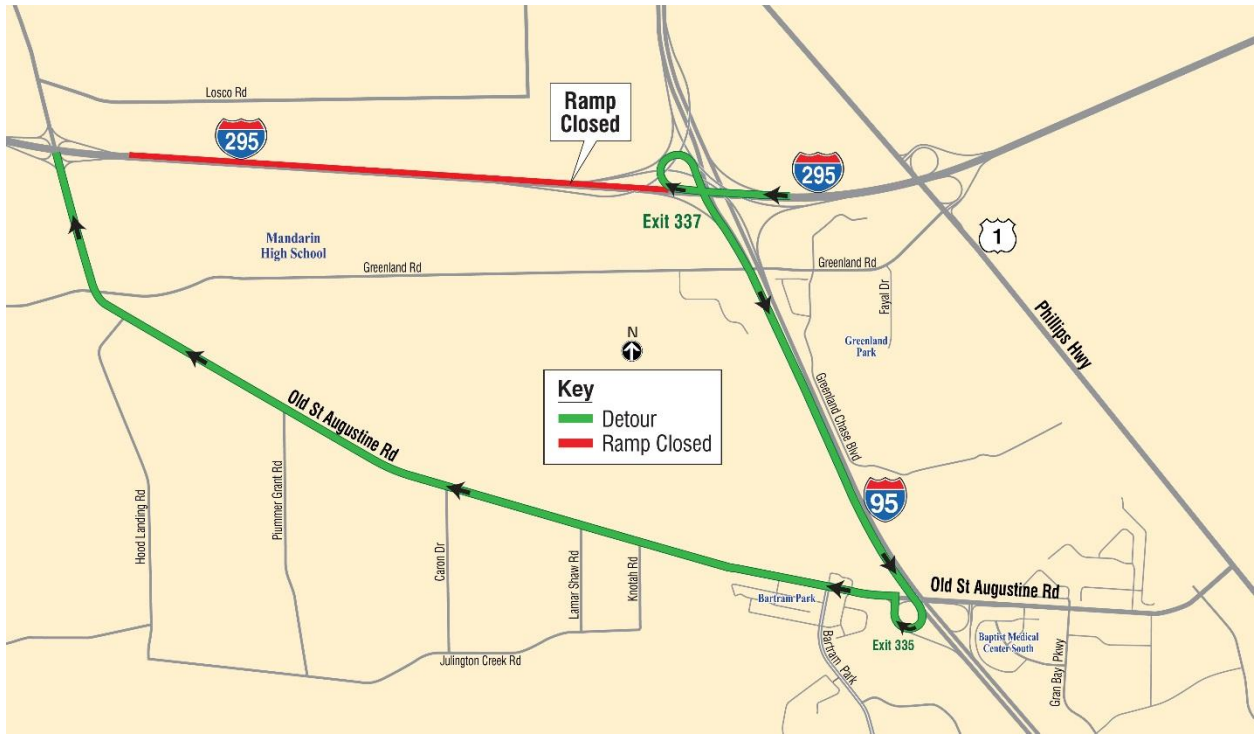 Losco Rd
295
Ramp
Closed
295
Exit 337
1
Mandarin
High School
Greenland Rd
Greenland Rd
Fayal Dr
Phillips Hwy
Greenland
Park
N
Key
Detour
Ramp Closed
Greenland Chase Blvd
Old St Augustine Rd
95
Hood Landing Rd
Plummer Grant Rd
Caron Dr
Lamar Shaw Rd
Knotah Rd
Bartram Park
Old St Augustine Rd
Exit 335
Baptist Medical
Center South
Bartram Park
Gran Bay Pkwy
Julington Creek Rd